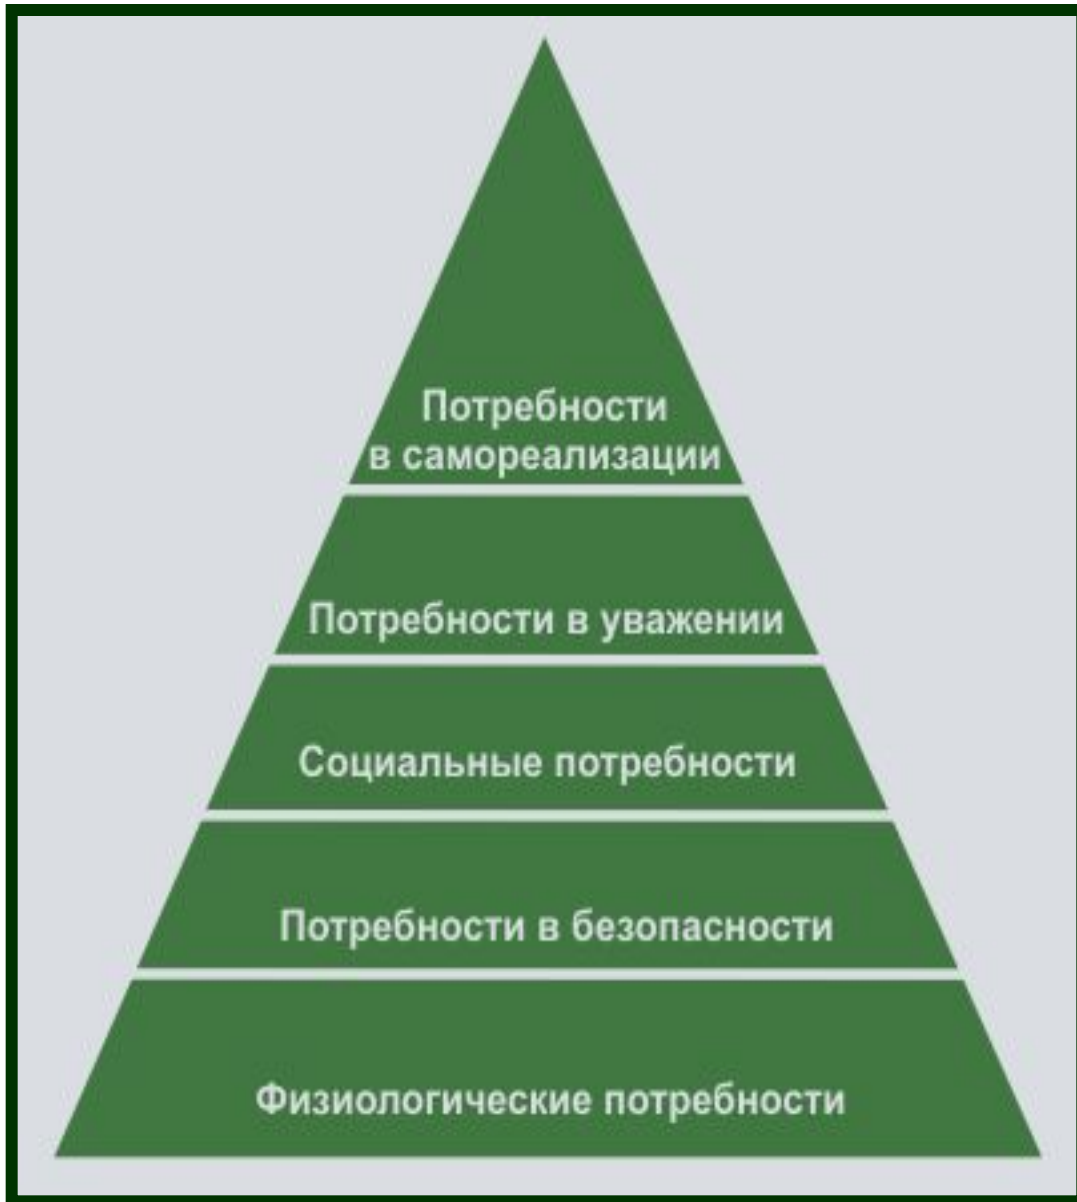 Потребности
в самореализации
Потребности в уважении
Социальные потребности
Потребности в безопасности
Физиологические потребности